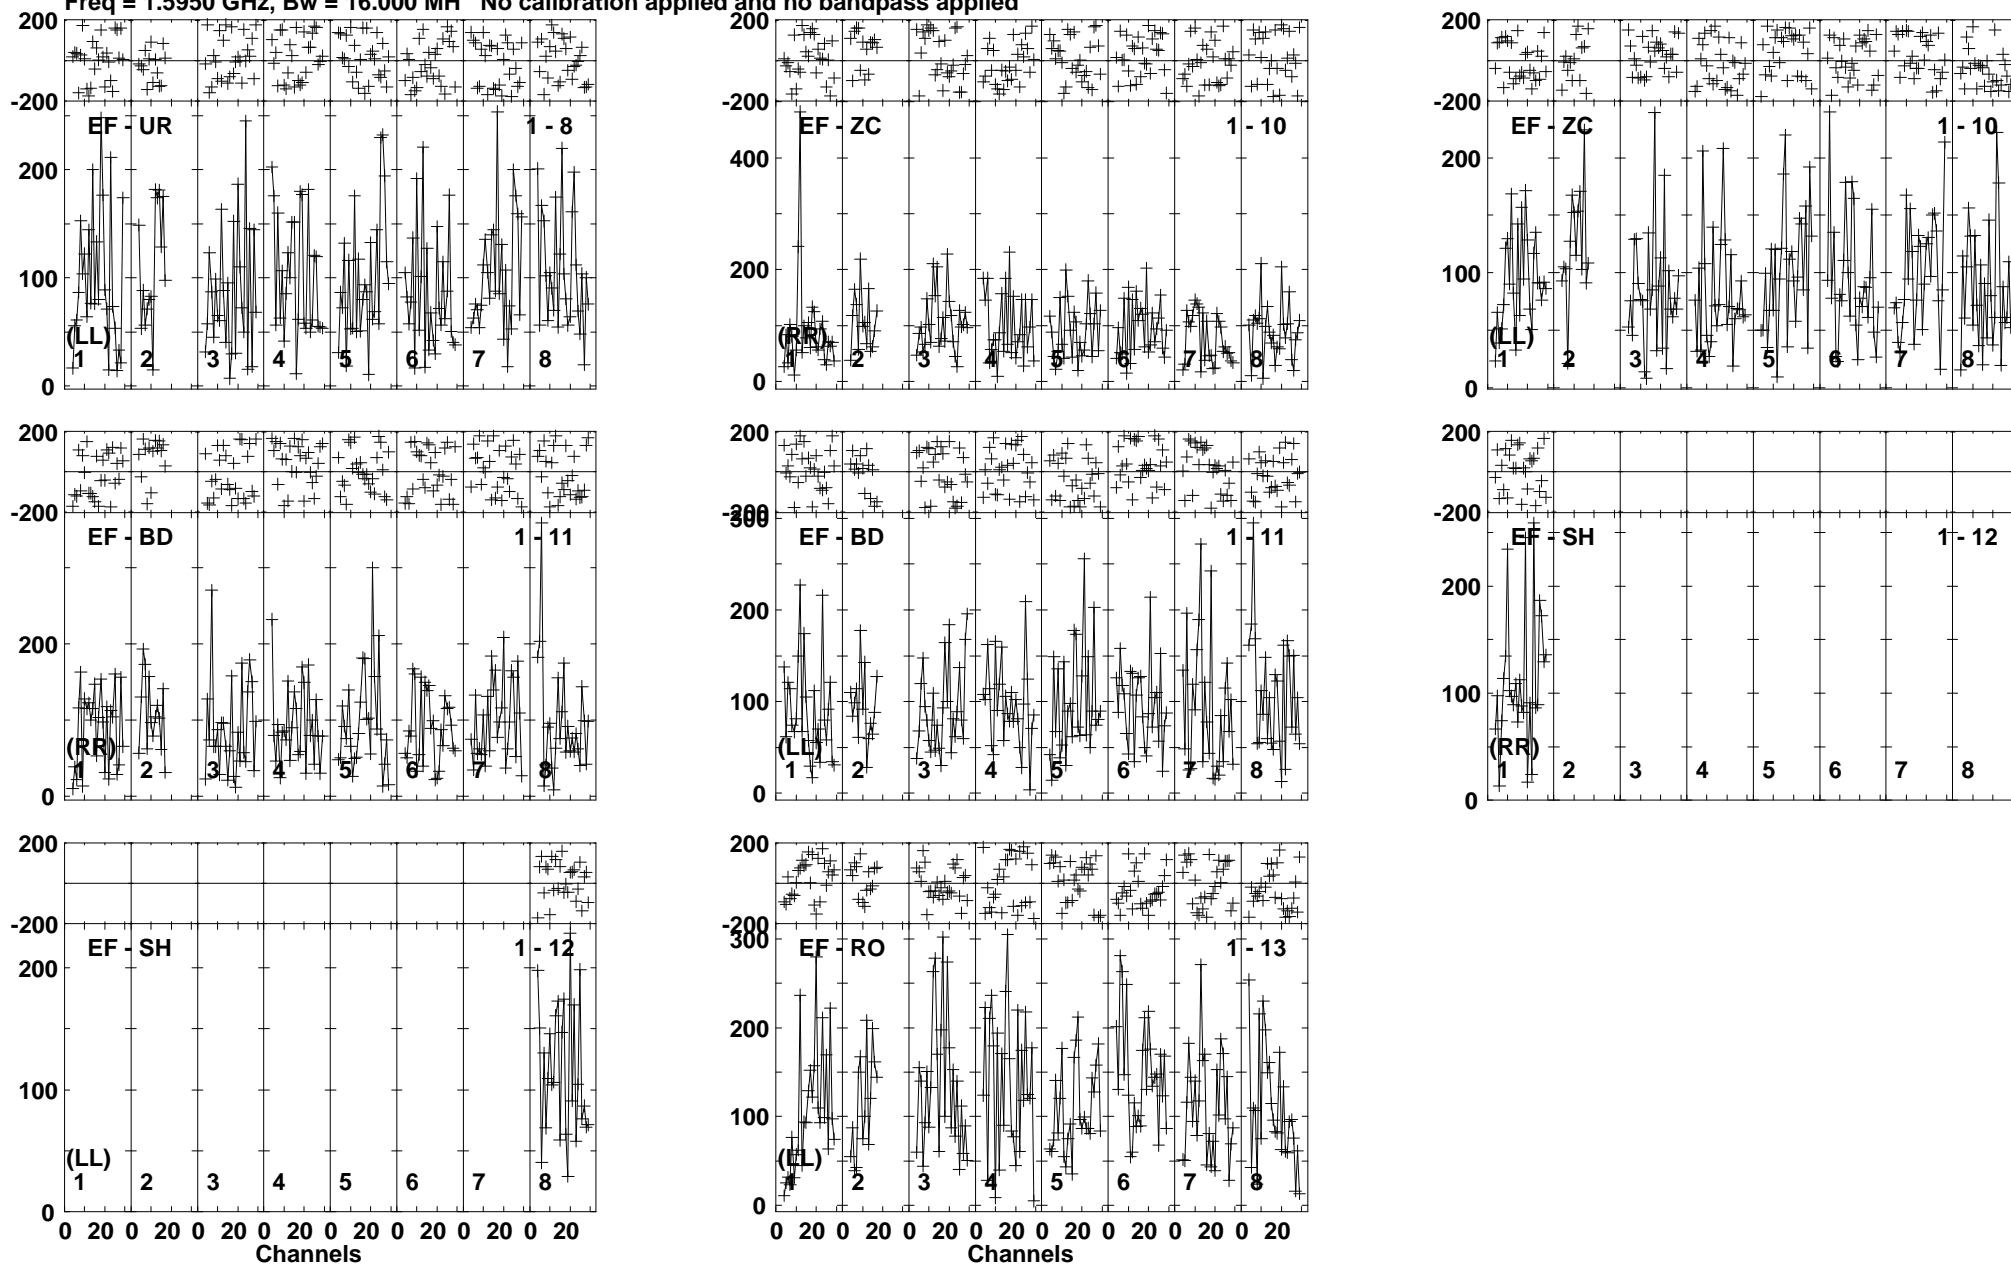 Freq = 1.5950 GHz, Bw = 16.000 MH No calibration applied and no bandpass applied
200 200 200
-200 -200 -200
EF - UR 1 - 8 EF - ZC 1 - 10 EF - ZC 1 - 10
200 400 200
100 200 100
(LL) (RR) (LL)
1 2 3 4 5 6 7 8 1 2 3 4 5 6 7 8 1 2 3 4 5 6 7 8
0 0 0
200 200 200
-200 -200 -200
300
EF - BD 1 - 11 EF - BD 1 - 11 EF - SH 1 - 12
200 200 200
100 100
(RR) (LL) (RR)
1 2 3 4 5 6 7 8 1 2 3 4 5 6 7 8 1 2 3 4 5 6 7 8
0 0 0
200 200
-200 -200
300
EF - SH 1 - 12 EF - RO 1 - 13
200 200
100 100
(LL) (LL)
1 2 3 4 5 6 7 8 1 2 3 4 5 6 7 8
0 0
0 20 0 20 0 20 0 20 0 20 0 20 0 20 0 20 0 20 0 20 0 20 0 20 0 20 0 20 0 20 0 20
Channels Channels